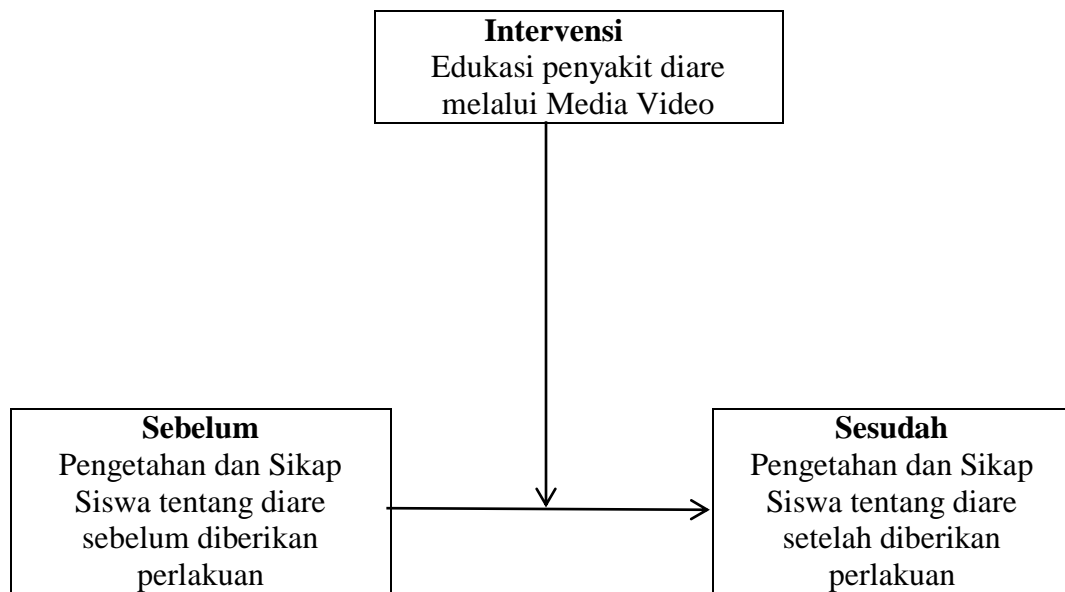 Intervensi
Edukasi penyakit diare
melalui Media Video
Sebelum
Pengetahan dan Sikap
Siswa tentang diare
sebelum diberikan
perlakuan
Sesudah
Pengetahan dan Sikap
Siswa tentang diare
setelah diberikan
perlakuan